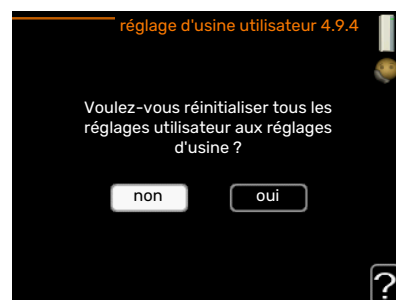 réglage d'usine utilisateur 4.9.4
Voulez-vous réinitialiser tous les
réglages utilisateur aux réglages
d'usine ?
non
oui
?